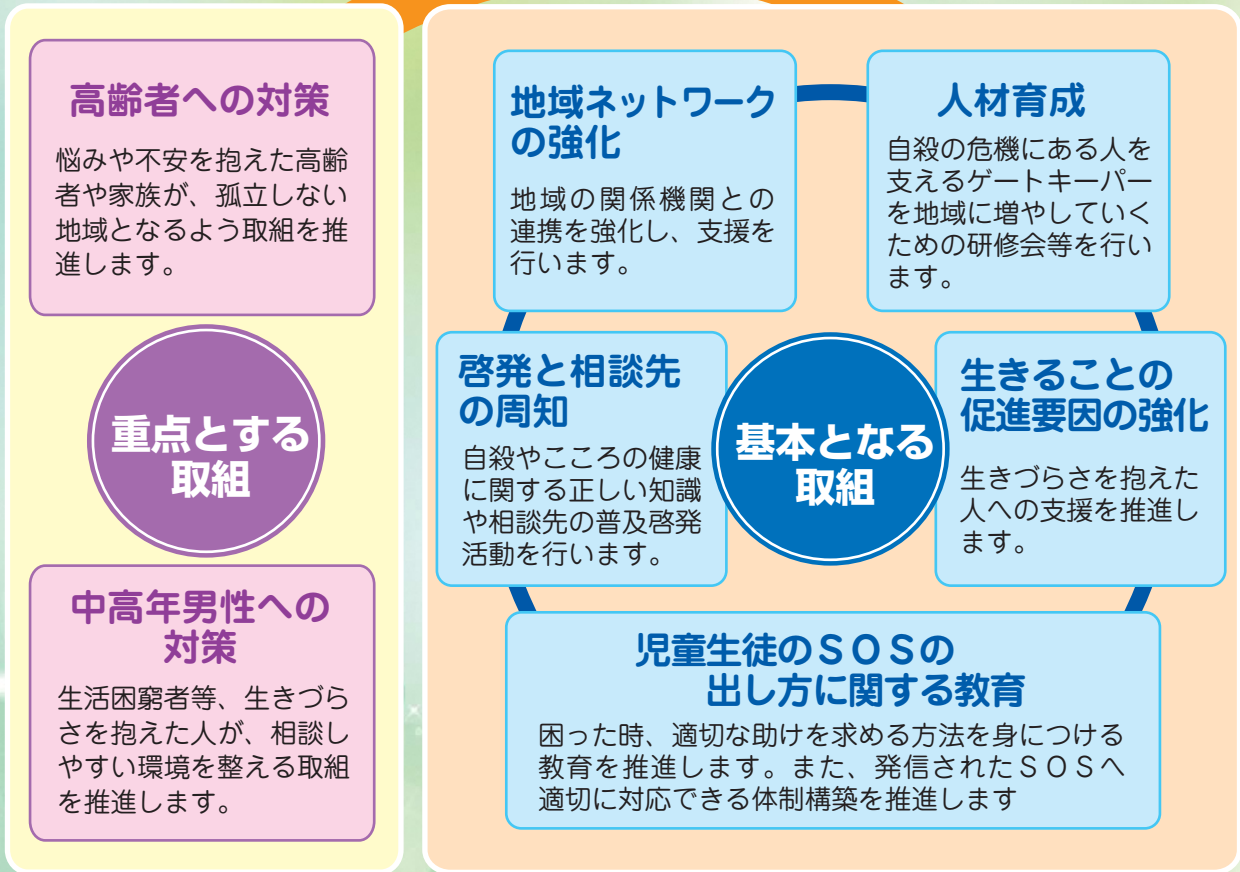 高齢者への対策
悩みや不安を抱えた高齢
者や家族が、孤立しない
地域となるよう取組を推
進します。
重点とする
取組
中高年男性への
対策
生活困窮者等、生きづら
さを抱えた人が、相談し
やすい環境を整える取組
を推進します。
地域ネットワーク
の強化
地域の関係機関との
連携を強化し、支援を
行います。
人材育成
自殺の危機にある人を
支えるゲートキーパー
を地域に増やしていく
ための研修会等を行い
ます。
啓発と相談先
の周知
自殺やこころの健康
に関する正しい知識
や相談先の普及啓発
活動を行います。
基本となる
取組
生きることの
促進要因の強化
生きづらさを抱えた
人への支援を推進し
ます。
児童生徒のSOSの
出し方に関する教育
困った時、適切な助けを求める方法を身につける
教育を推進します。また、発信されたSOSへ
適切に対応できる体制構築を推進します